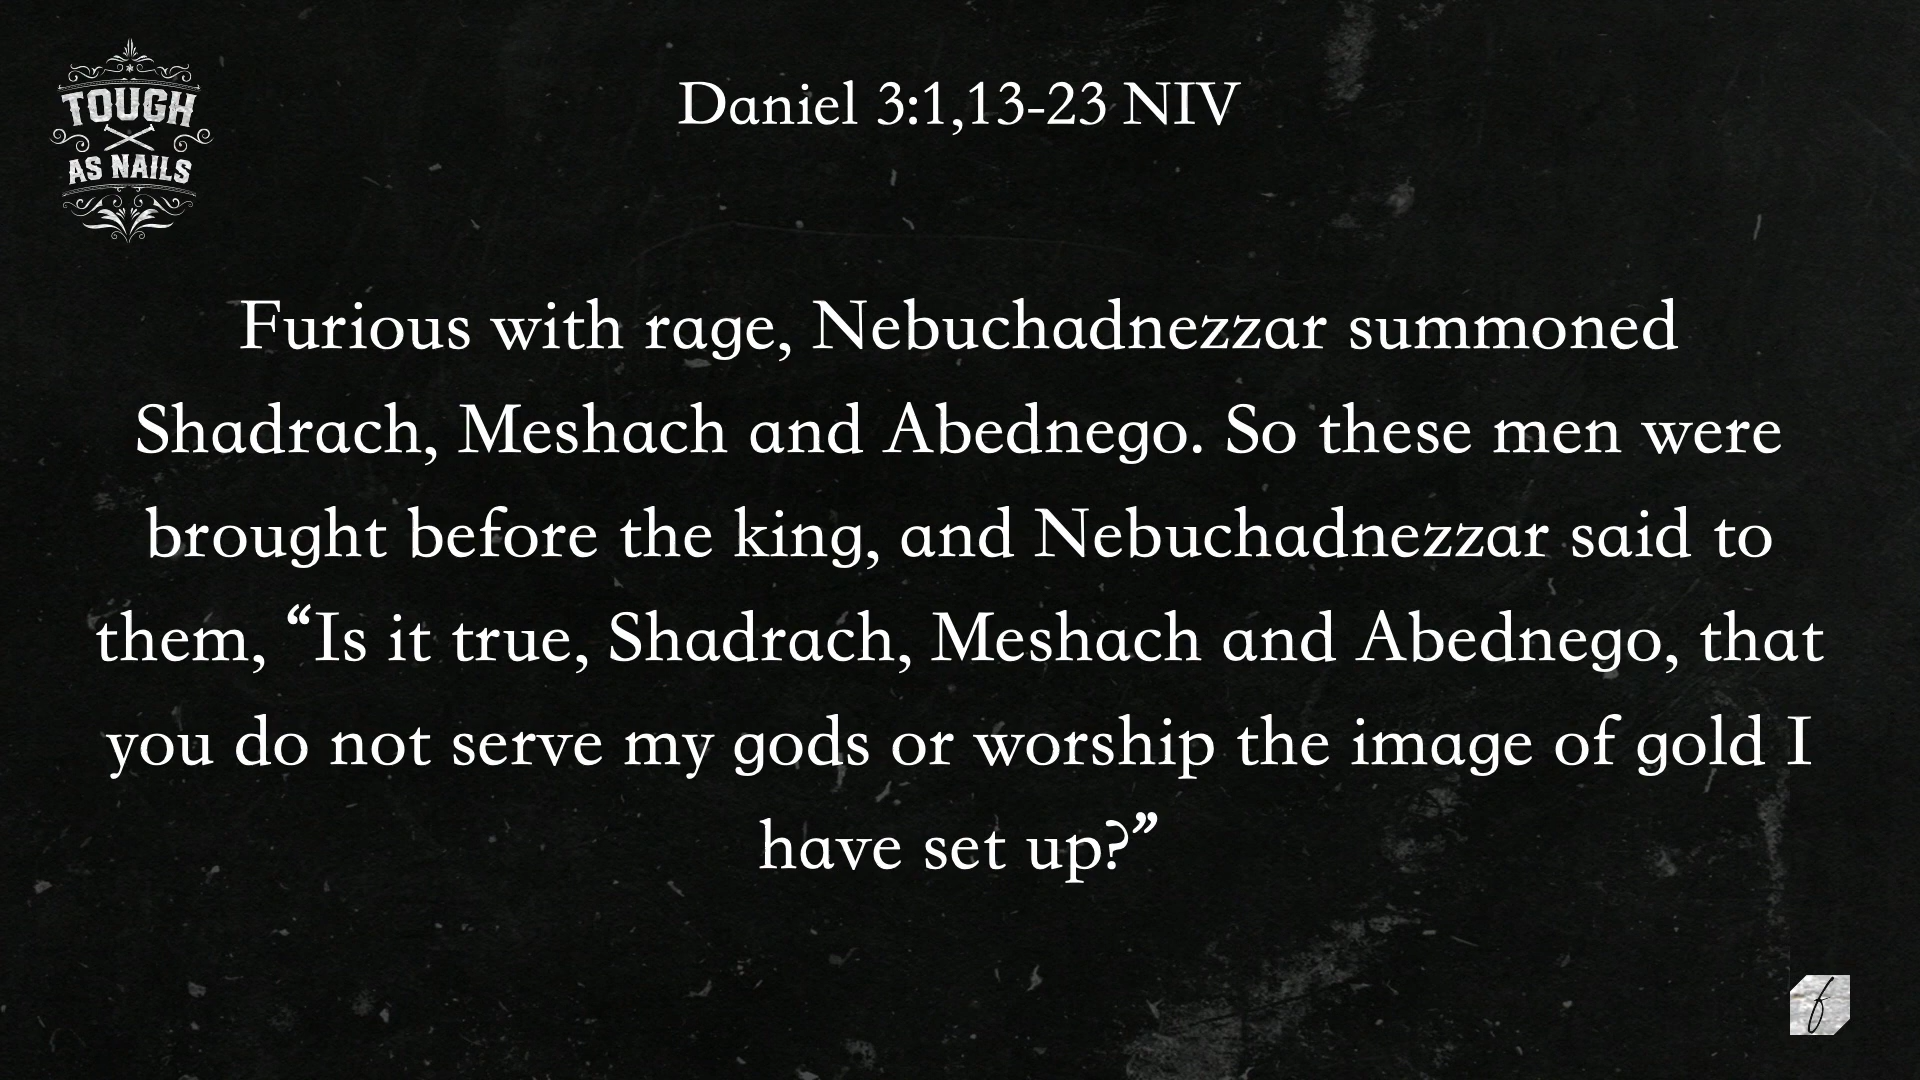 TOUGH
AS NAILS
Daniel 3:1,13-23 NIV
Furious with rage, Nebuchadnezzar summoned
Shadrach, Meshach and Abednego. So these men were
brought before the king, and Nebuchadnezzar said to
them, “Is it true, Shadrach, Meshach and Abednego, that
you do not serve my gods or worship the image of gold I
have set up?”
f